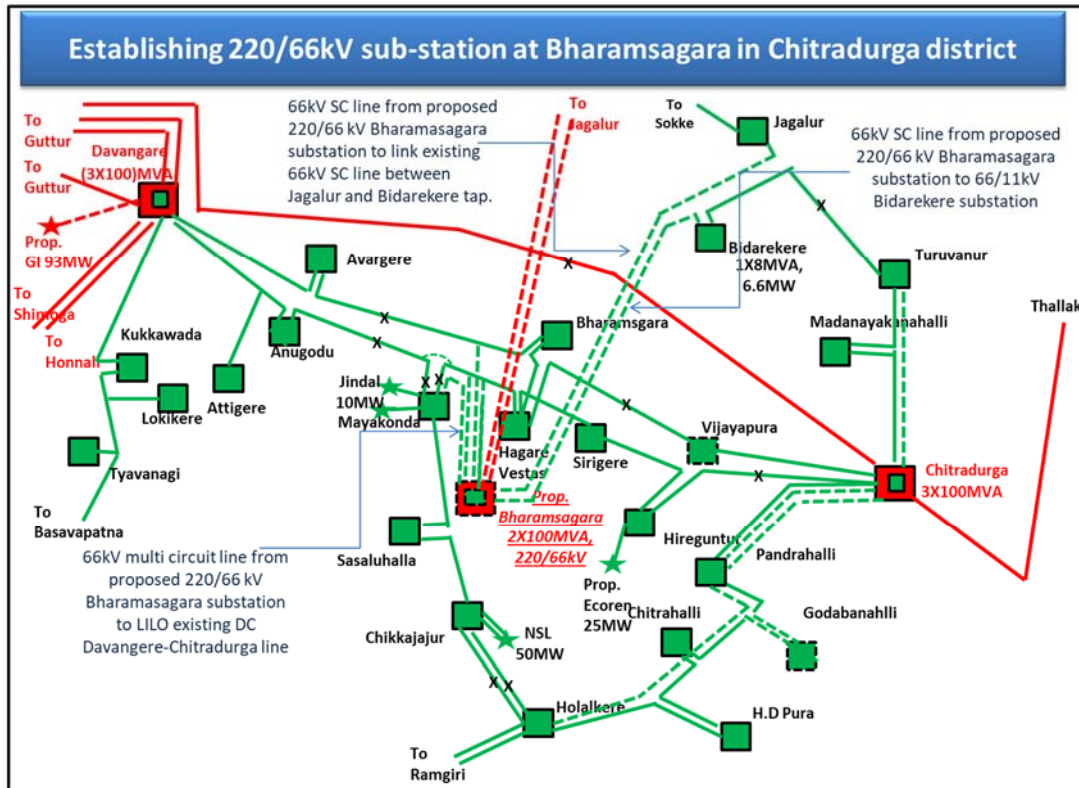 Establishing 220/66kV sub-station at Bharamsagara in Chitradurga district
To
Guttur
To
Guttur
Davangare
(3X100)MVA
Prop.
GI 93MW
To
Shimoga
To
Honnali
66kV SC line from proposed
220/66 kV Bharamasagara
substation to link existing
66kV SC line between
Jagalur and Bidarekere tap.
To
Jagalur
To
Sokke
Jagalur
66kV SC line from proposed
220/66 kV Bharamasagara
substation to 66/11kV
Bidarekere substation
Avargere
Bidarekere
1X8MVA,
6.6MW
Turuvanur
Thallak
Kukkawada
Anugodu
Bharamsgara
Madanayakanahalli
X
X
X
X
X
X
X
X
Jindal
10MW
Mayakonda
Lokikere
Attigere
Hagare
Vestas
Sirigere
Vijayapura
Chitradurga
3X100MVA
Tyavanagi
To
Basavapatna
Prop.
Bharamsagara
2X100MVA,
220/66kV
Sasaluhalla
Hireguntur
Pandrahalli
66kV multi circuit line from
proposed 220/66 kV
Bharamasagara substation
to LILO existing DC
Davangere-Chitradurga line
Prop.
Ecoren
25MW
Chitrahalli
Godabanahlli
Chikkajajur
NSL
50MW
X X
Holalkere
H.D Pura
To
Ramgiri